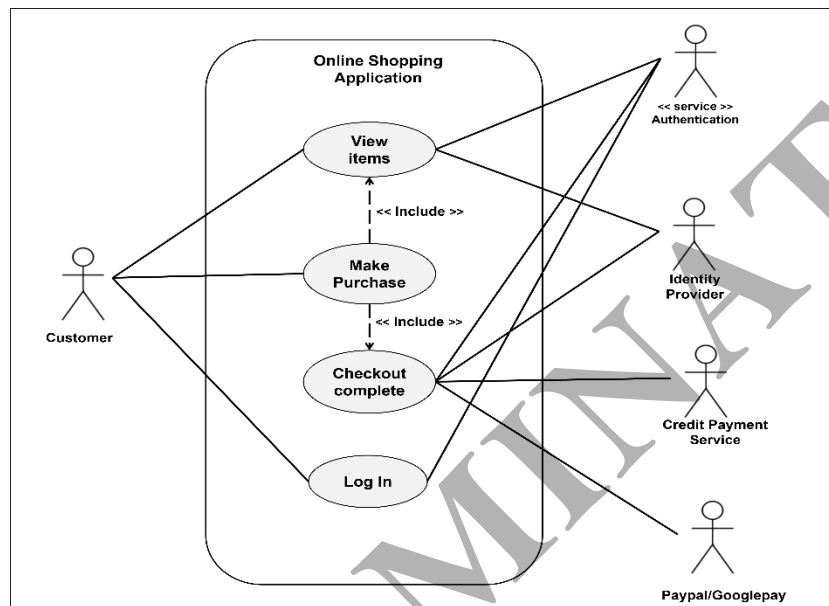 Online Shopping
Application
<< service >>
Authentication
View
items
<< Include >>
Make
Purchase
<< Include >>
Identity
Provider
Customer
Checkout
complete
Credit Payment
Service
Log In
Paypal/Googlepay
MINAT